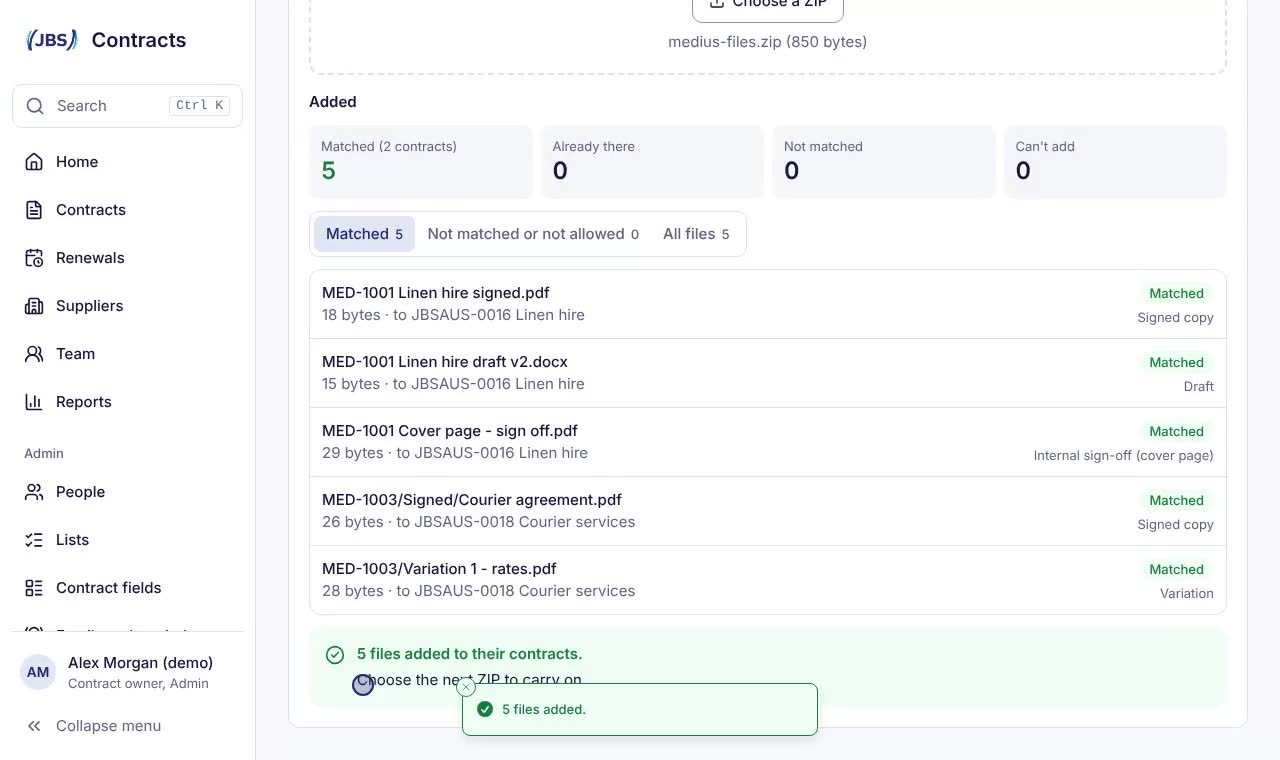 JBS Contracts
Search Ctrl K
Home
Contracts
Renewals
Suppliers
Team
Reports
Admin
People
Lists
Contract fields
AM
Alex Morgan (demo)
Contract owner, Admin
Collapse menu
Choose a ZIP
medius-files.zip (850 bytes)
Added
Matched (2 contracts)
5
Already there
0
Not matched
0
Can't add
0
Matched 5 Not matched or not allowed 0 All files 5
MED-1001 Linen hire signed.pdf
Matched
18 bytes · to JBSAUS-0016 Linen hire
Signed copy
MED-1001 Linen hire draft v2.docx
Matched
15 bytes · to JBSAUS-0016 Linen hire
Draft
MED-1001 Cover page - sign off.pdf
Matched
29 bytes · to JBSAUS-0016 Linen hire
Internal sign-off (cover page)
MED-1003/Signed/Courier agreement.pdf
Matched
26 bytes · to JBSAUS-0018 Courier services
Signed copy
MED-1003/Variation 1 - rates.pdf
Matched
28 bytes · to JBSAUS-0018 Courier services
Variation
5 files added to their contracts.
Choose the next ZIP to carry on.
5 files added.